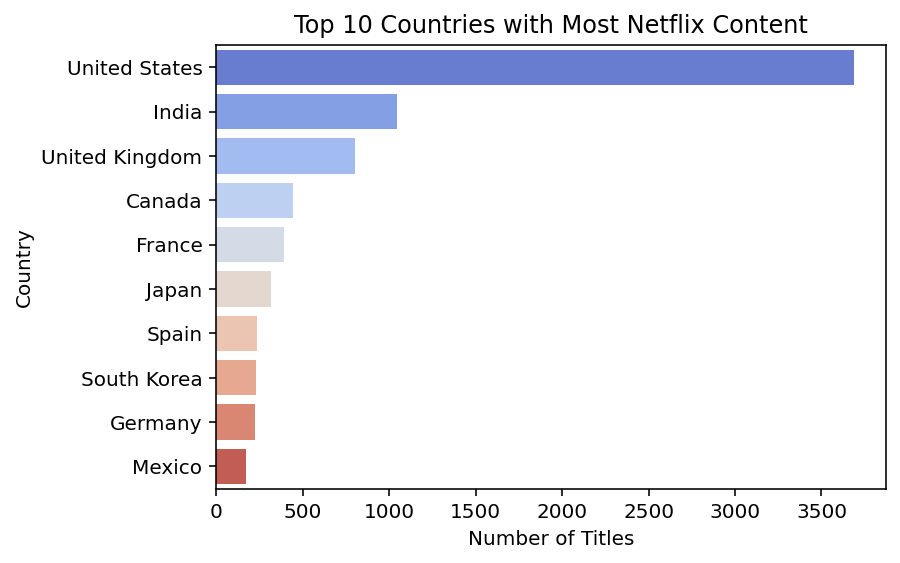 Top 10 Countries with Most Netflix Content
United States
India
United Kingdom
Canada
France
Japan
Spain
South Korea
Germany
Mexico
Country
0 500 1000 1500 2000 2500 3000 3500
Number of Titles